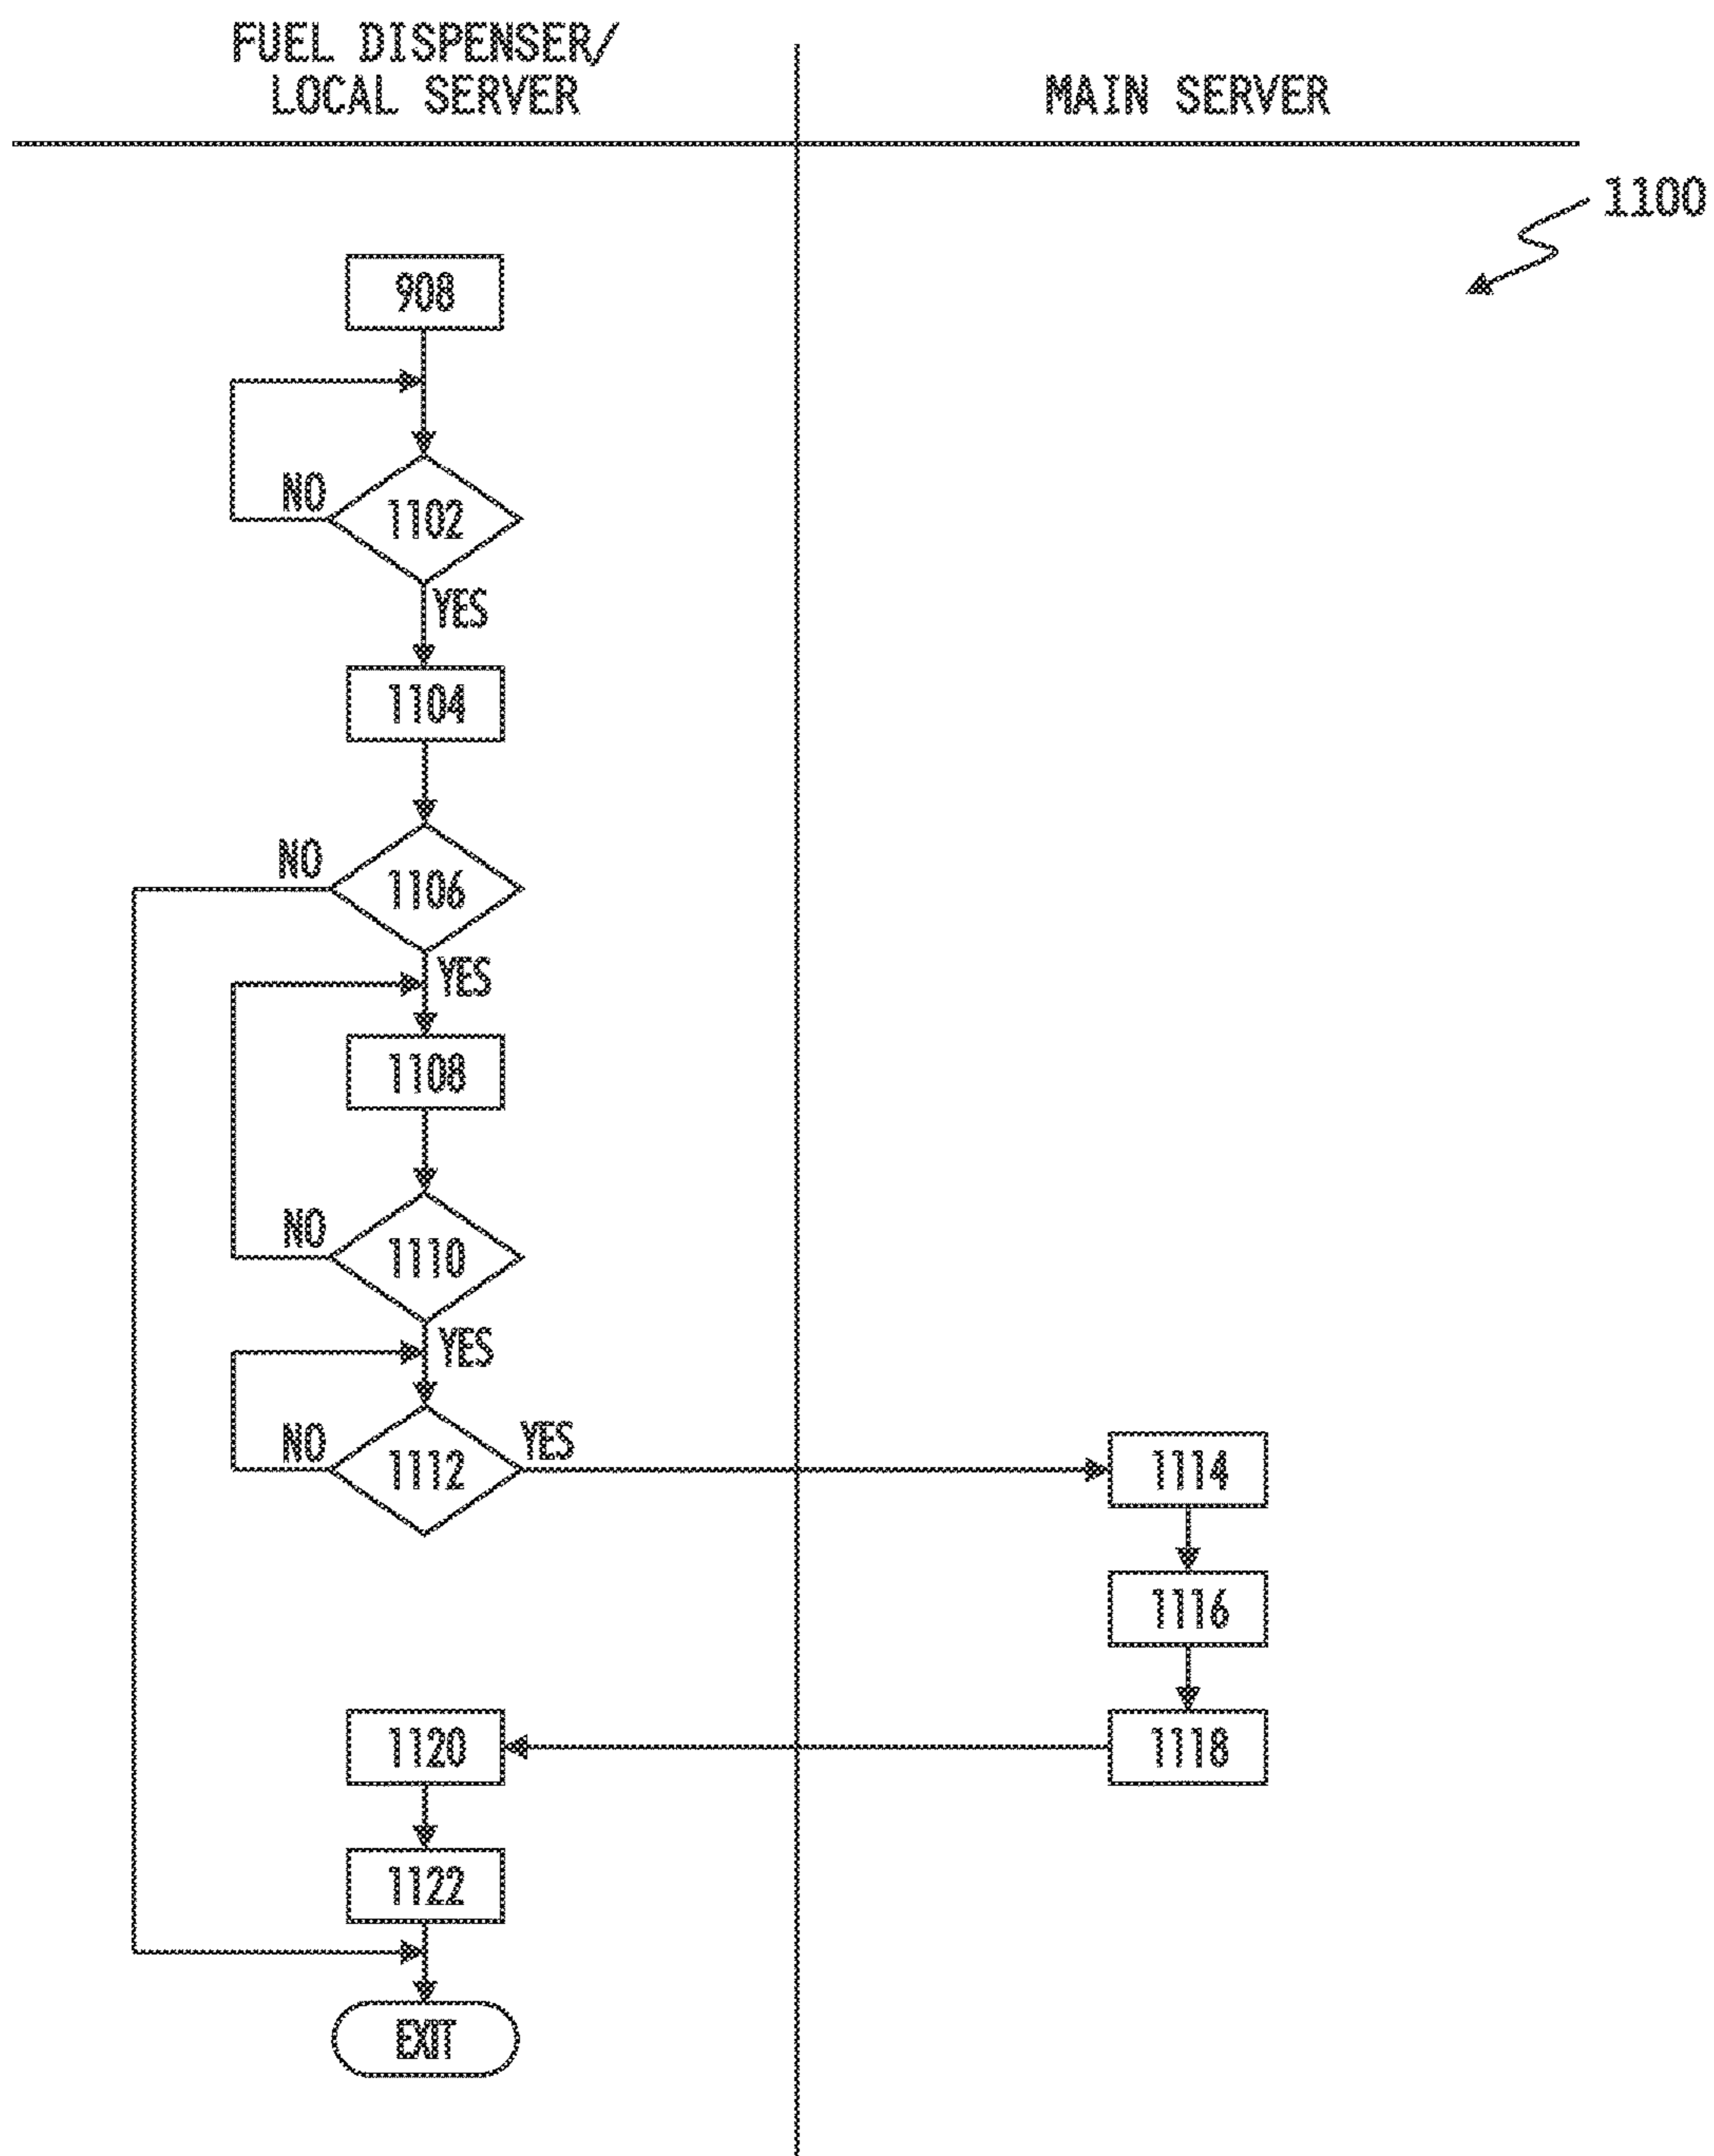 FUEL DISPENSER/
LOCAL SERVER
MAIN SERVER
1100
908
NO
1102
YES
1104
NO
1106
YES
1108
NO
1110
YES
NO
1112
YES
1114
1116
1120
1118
1122
EXIT